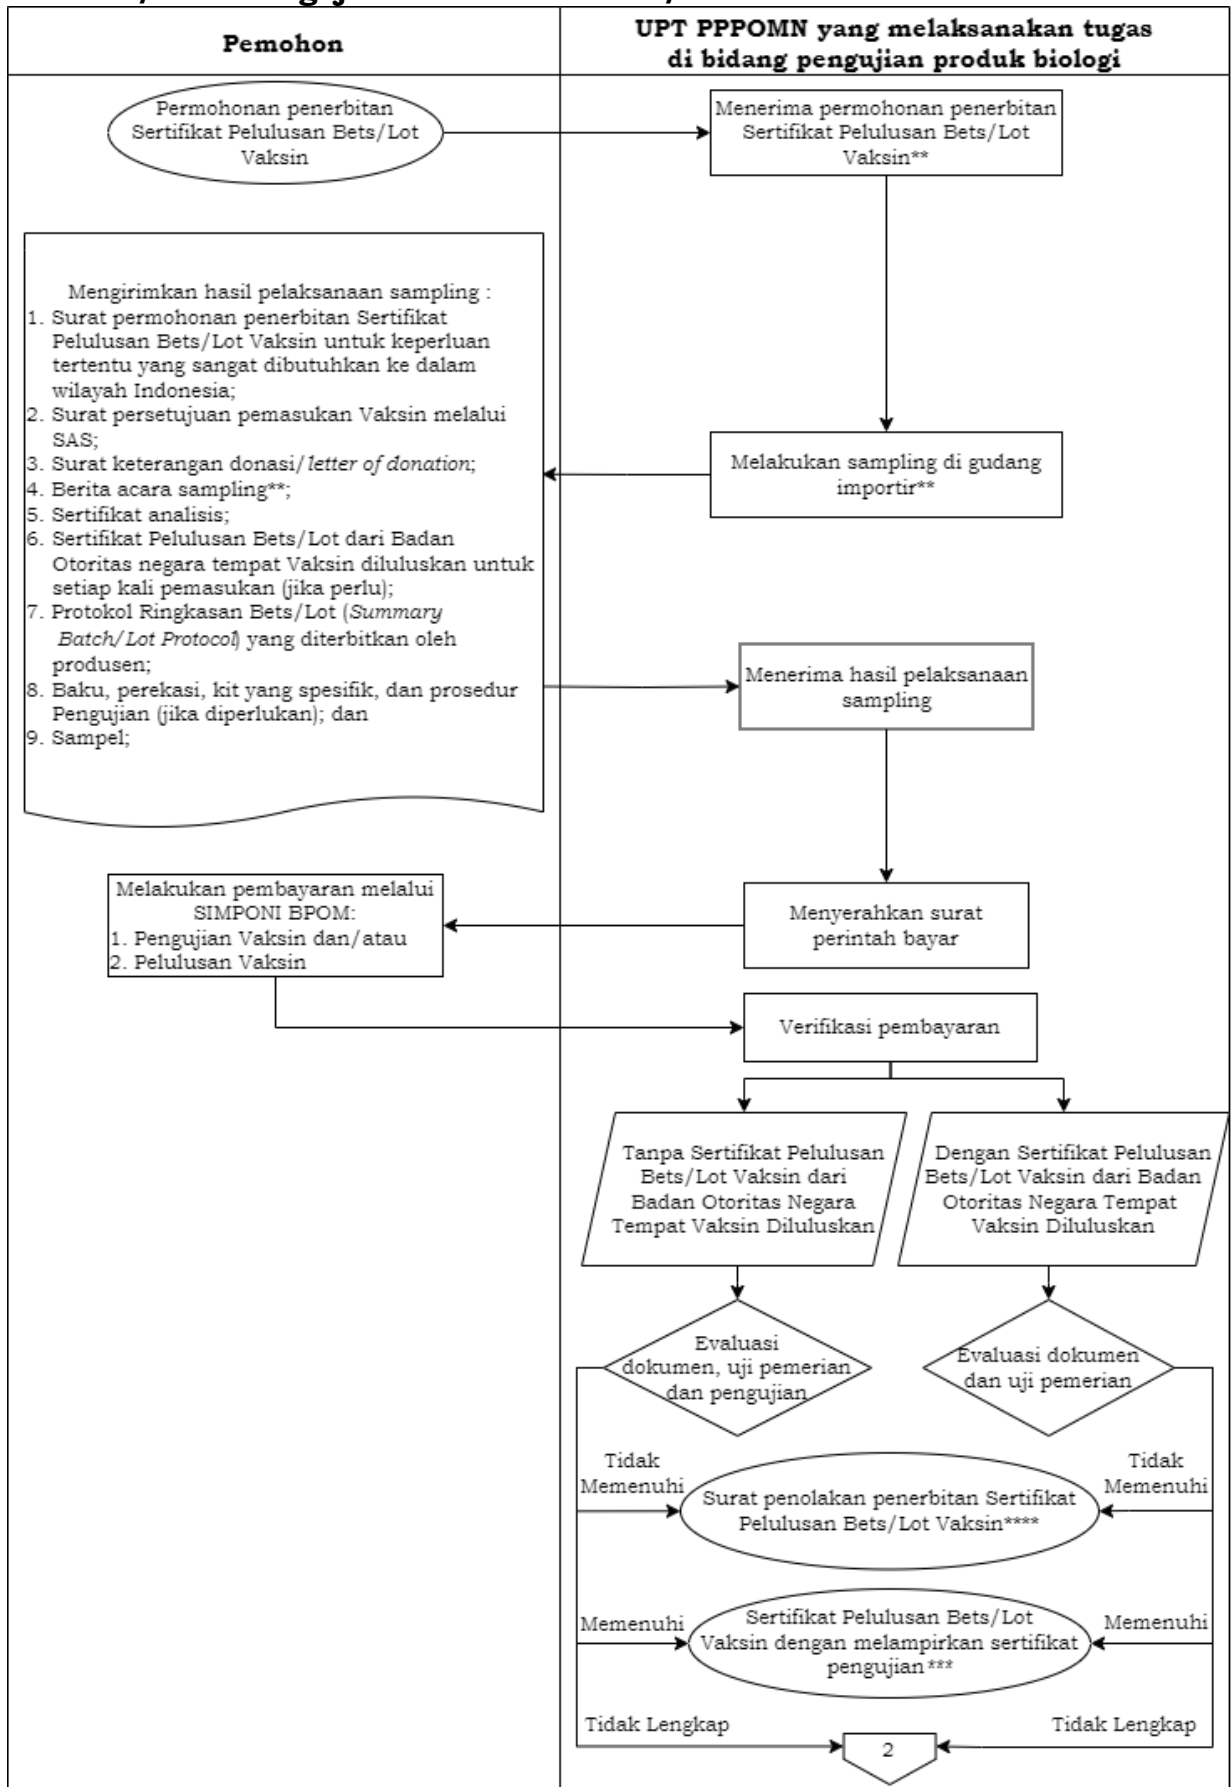 Pemohon
UPT PPPOMN yang melaksanakan tugas
di bidang pengujian produk biologi
Permohonan penerbitan
Sertifikat Pelulusan Bets/Lot
Vaksin
Menerima permohonan penerbitan
Sertifikat Pelulusan Bets/Lot
Vaksin**
Mengirimkan hasil pelaksanaan sampling :
1. Surat permohonan penerbitan Sertifikat
Pelulusan Bets/Lot Vaksin untuk keperluan
tertentu yang sangat dibutuhkan ke dalam
wilayah Indonesia;
2. Surat persetujuan pemasukan Vaksin melalui
SAS;
3. Surat keterangan donasi/letter of donation;
4. Berita acara sampling**;
5. Sertifikat analisis;
6. Sertifikat Pelulusan Bets/Lot dari Badan
Otoritas negara tempat Vaksin diluluskan untuk
setiap kali pemasukan (jika perlu);
7. Protokol Ringkasan Bets/Lot (Summary
Batch/Lot Protocol) yang diterbitkan oleh
produsen;
8. Baku, perekasi, kit yang spesifik, dan prosedur
Pengujian (jika diperlukan); dan
9. Sampel;
Melakukan sampling di gudang
importir**
Menerima hasil pelaksanaan
sampling
Menyerahkan surat
perintah bayar
Melakukan pembayaran melalui
SIMPONI BPOM:
1. Pengujian Vaksin dan/atau
2. Pelulusan Vaksin
Verifikasi pembayaran
Tanpa Sertifikat Pelulusan
Bets/Lot Vaksin dari
Badan Otoritas Negara
Tempat Vaksin Diluluskan
Dengan Sertifikat Pelulusan
Bets/Lot Vaksin dari Badan
Otoritas Negara Tempat
Vaksin Diluluskan
Evaluasi
dokumen, uji pemerian
dan pengujian
Evaluasi dokumen
dan uji pemerian
Tidak
Memenuhi
Surat penolakan penerbitan Sertifikat
Pelulusan Bets/Lot Vaksin****
Tidak
Memenuhi
Memenuhi
Sertifikat Pelulusan Bets/Lot
Vaksin dengan melampirkan sertifikat
pengujian***
Memenuhi
Tidak Lengkap
2
Tidak Lengkap